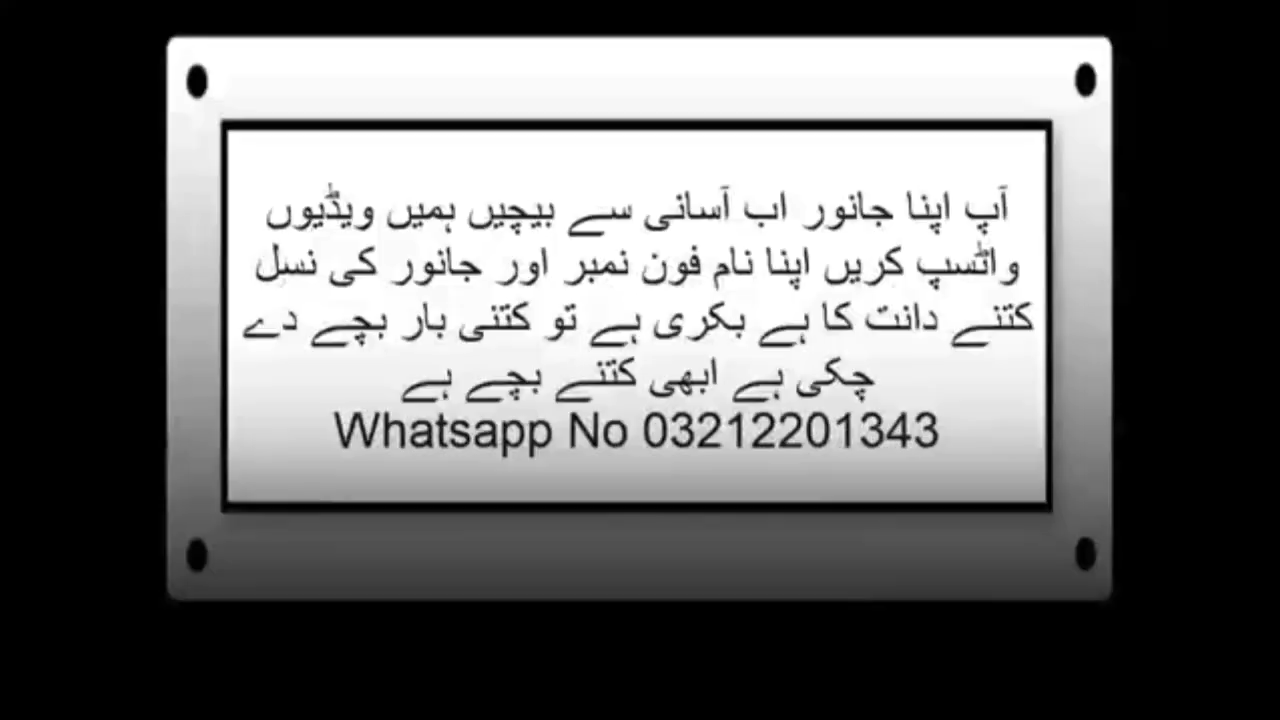 آپ اپنا جانور اب آسانی سے بیچیں ہمیں ویڈیوں
واٹسپ کریں اپنا نام فون نمبر اور جانور کی نسل
کتنے دانت کا ہے بکری ہے تو کتنی بار بچے دے
چکی ہے ابھی کتنے بچے ہے
Whatsapp No 03212201343